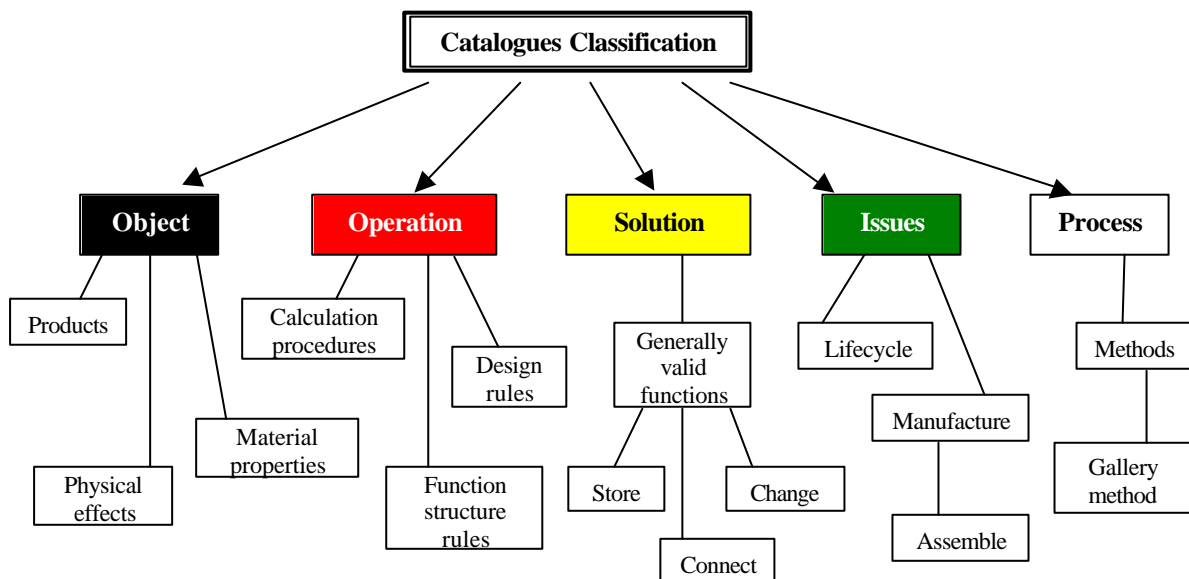 Catalogues Classification
Object
Operation
Solution
Issues
Process
Products
Physical
effects
Material
properties
Calculation
procedures
Function
structure
rules
Design
rules
Generally
valid
functions
Store
Connect
Change
Lifecycle
Manufacture
Assemble
Methods
Gallery
method